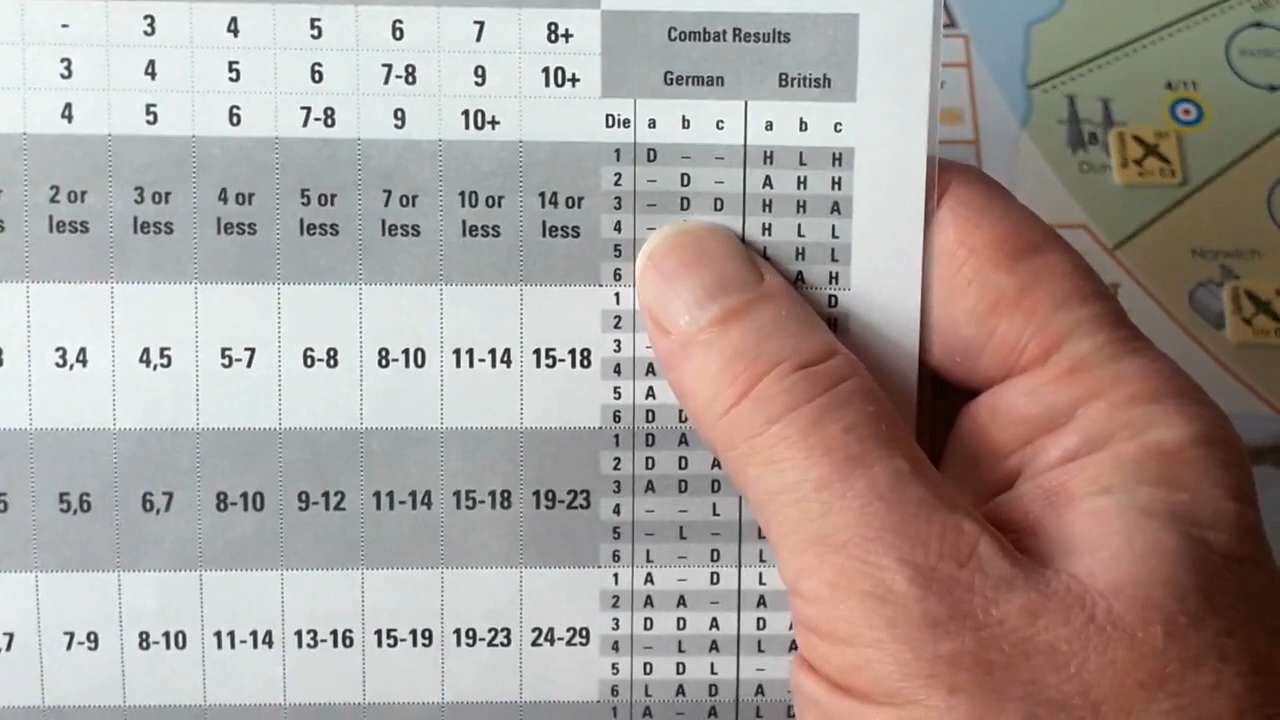 - 3 4 5 6 7 8+
3 4 5 6 7-8 9 10+
4 5 6 7-8 9 10+
2 or less 3 or less 4 or less 5 or less 7 or less 10 or less 14 or less
3,4 4,5 5-7 6-8 8-10 11-14 15-18
5,6 6,7 8-10 9-12 11-14 15-18 19-23
7-9 8-10 11-14 13-16 15-19 19-23 24-29
Combat Results
German British
Die a b c a b c
1 D – – H L H
2 – D – A H H
3 – D D H H A
4 – H L L
5 L H L
6 A H
1 D
2 H
3 –
4 A
5 A
6 D D
1 D A
2 D D A
3 A D D
4 – – L
5 – L – L
6 L – D L
1 A – D L
2 A A – A
3 D D A D
4 – L A L A
5 D D L –
6 L A D A -
1 A – A L D
4/11
8
Norwich